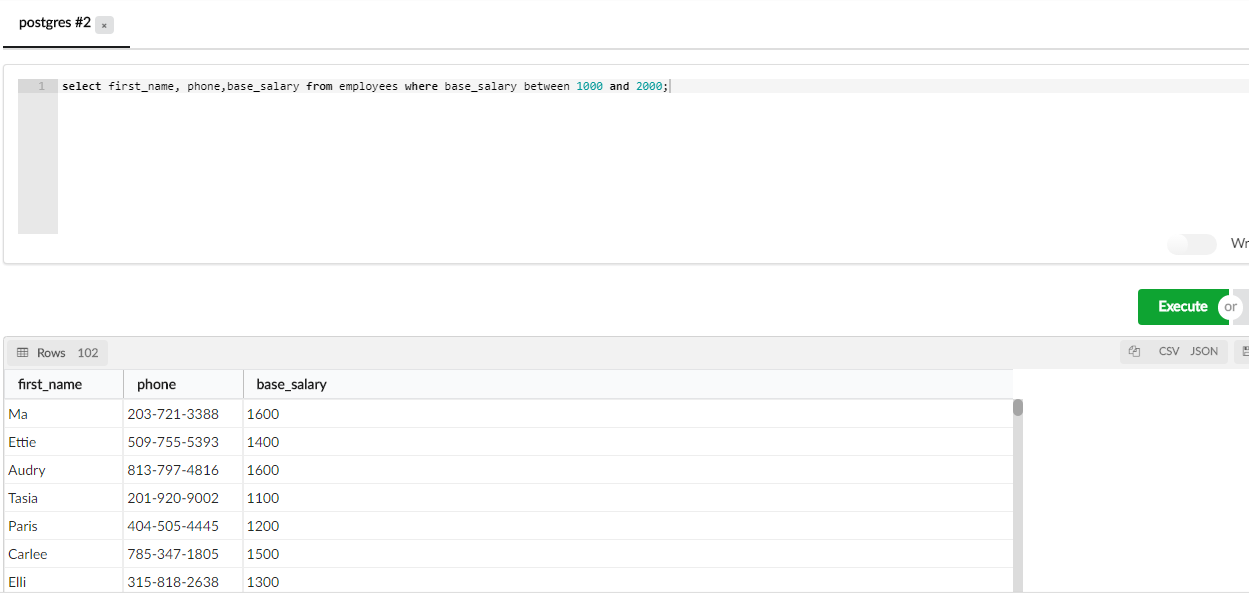 postgres #2 ×
1 select first_name, phone,base_salary from employees where base_salary between 1000 and 2000;
Wr
Execute or
Rows 102 CSV JSON
first_name phone base_salary
Ma 203-721-3388 1600
Ettie 509-755-5393 1400
Audry 813-797-4816 1600
Tasia 201-920-9002 1100
Paris 404-505-4445 1200
Carlee 785-347-1805 1500
Elli 315-818-2638 1300